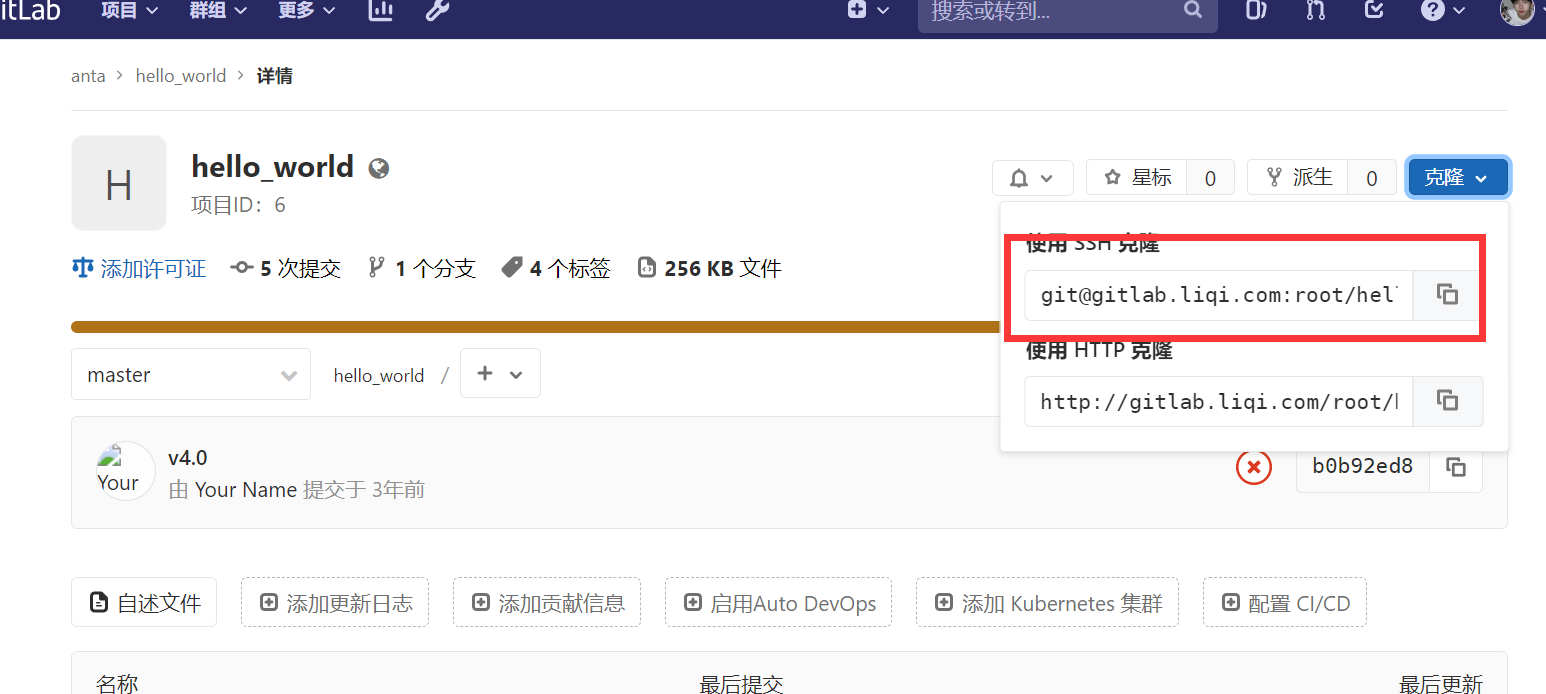 itLab 项目 群组 更多 搜索或转到...
anta > hello_world > 详情
H
hello_world
项目ID：6
星标 0 派生 0 克隆
添加许可证 5 次提交 1 个分支 4 个标签 256 KB 文件
使用 SSH 克隆
git@gitlab.liqi.com:root/hel
使用 HTTP 克隆
http://gitlab.liqi.com/root/
master hello_world / +
Your
v4.0
由 Your Name 提交于 3年前
b0b92ed8
自述文件 添加更新日志 添加贡献信息 启用Auto DevOps 添加 Kubernetes 集群 配置 CI/CD
名称 最后提交 最后更新